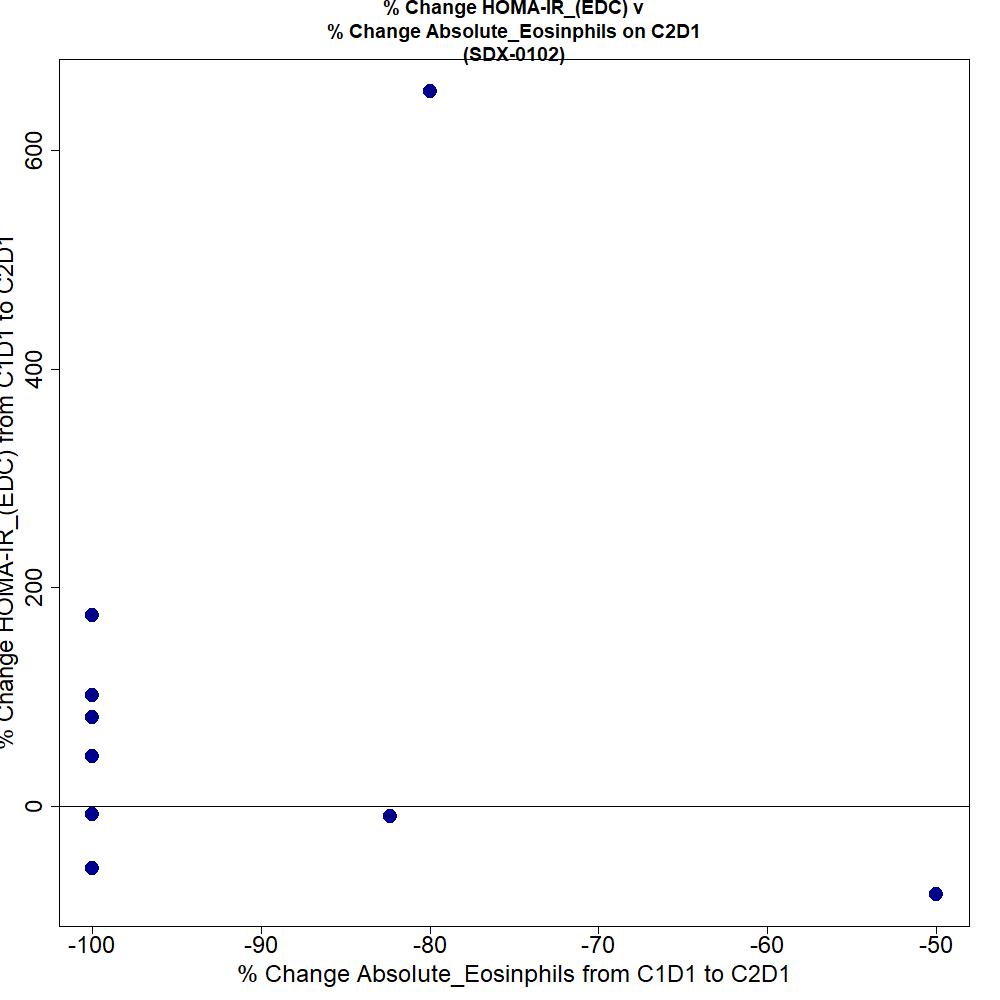 % Change HOMA-IR_(EDC) v
% Change Absolute_Eosinphils on C2D1
(SDX-0102)
% Change HOMA-IR_(EDC) from C1D1 to C2D1
600
400
200
0
-100 -90 -80 -70 -60 -50
% Change Absolute_Eosinphils from C1D1 to C2D1